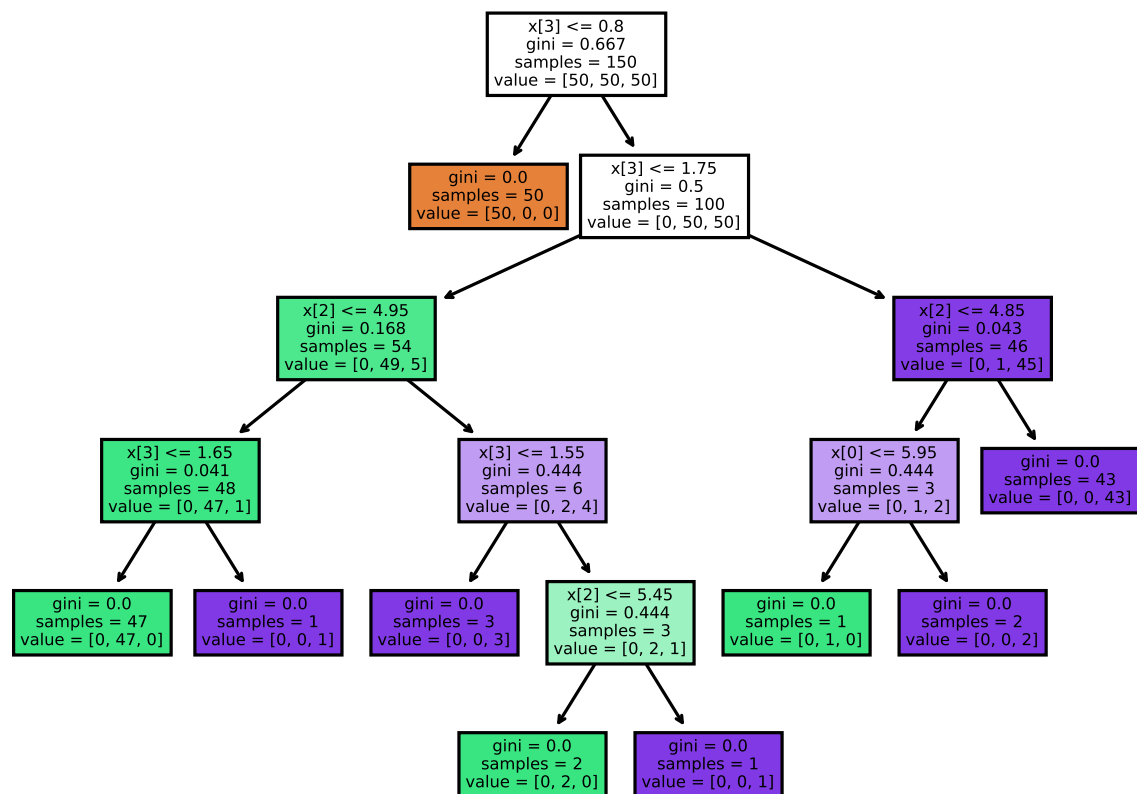 x[3] <= 0.8
gini = 0.667
samples = 150
value = [50, 50, 50]
gini = 0.0
samples = 50
value = [50, 0, 0]
x[3] <= 1.75
gini = 0.5
samples = 100
value = [0, 50, 50]
x[2] <= 4.95
gini = 0.168
samples = 54
value = [0, 49, 5]
x[2] <= 4.85
gini = 0.043
samples = 46
value = [0, 1, 45]
x[3] <= 1.65
gini = 0.041
samples = 48
value = [0, 47, 1]
x[3] <= 1.55
gini = 0.444
samples = 6
value = [0, 2, 4]
x[0] <= 5.95
gini = 0.444
samples = 3
value = [0, 1, 2]
gini = 0.0
samples = 43
value = [0, 0, 43]
gini = 0.0
samples = 47
value = [0, 47, 0]
gini = 0.0
samples = 1
value = [0, 0, 1]
gini = 0.0
samples = 3
value = [0, 0, 3]
x[2] <= 5.45
gini = 0.444
samples = 3
value = [0, 2, 1]
gini = 0.0
samples = 1
value = [0, 1, 0]
gini = 0.0
samples = 2
value = [0, 0, 2]
gini = 0.0
samples = 2
value = [0, 2, 0]
gini = 0.0
samples = 1
value = [0, 0, 1]